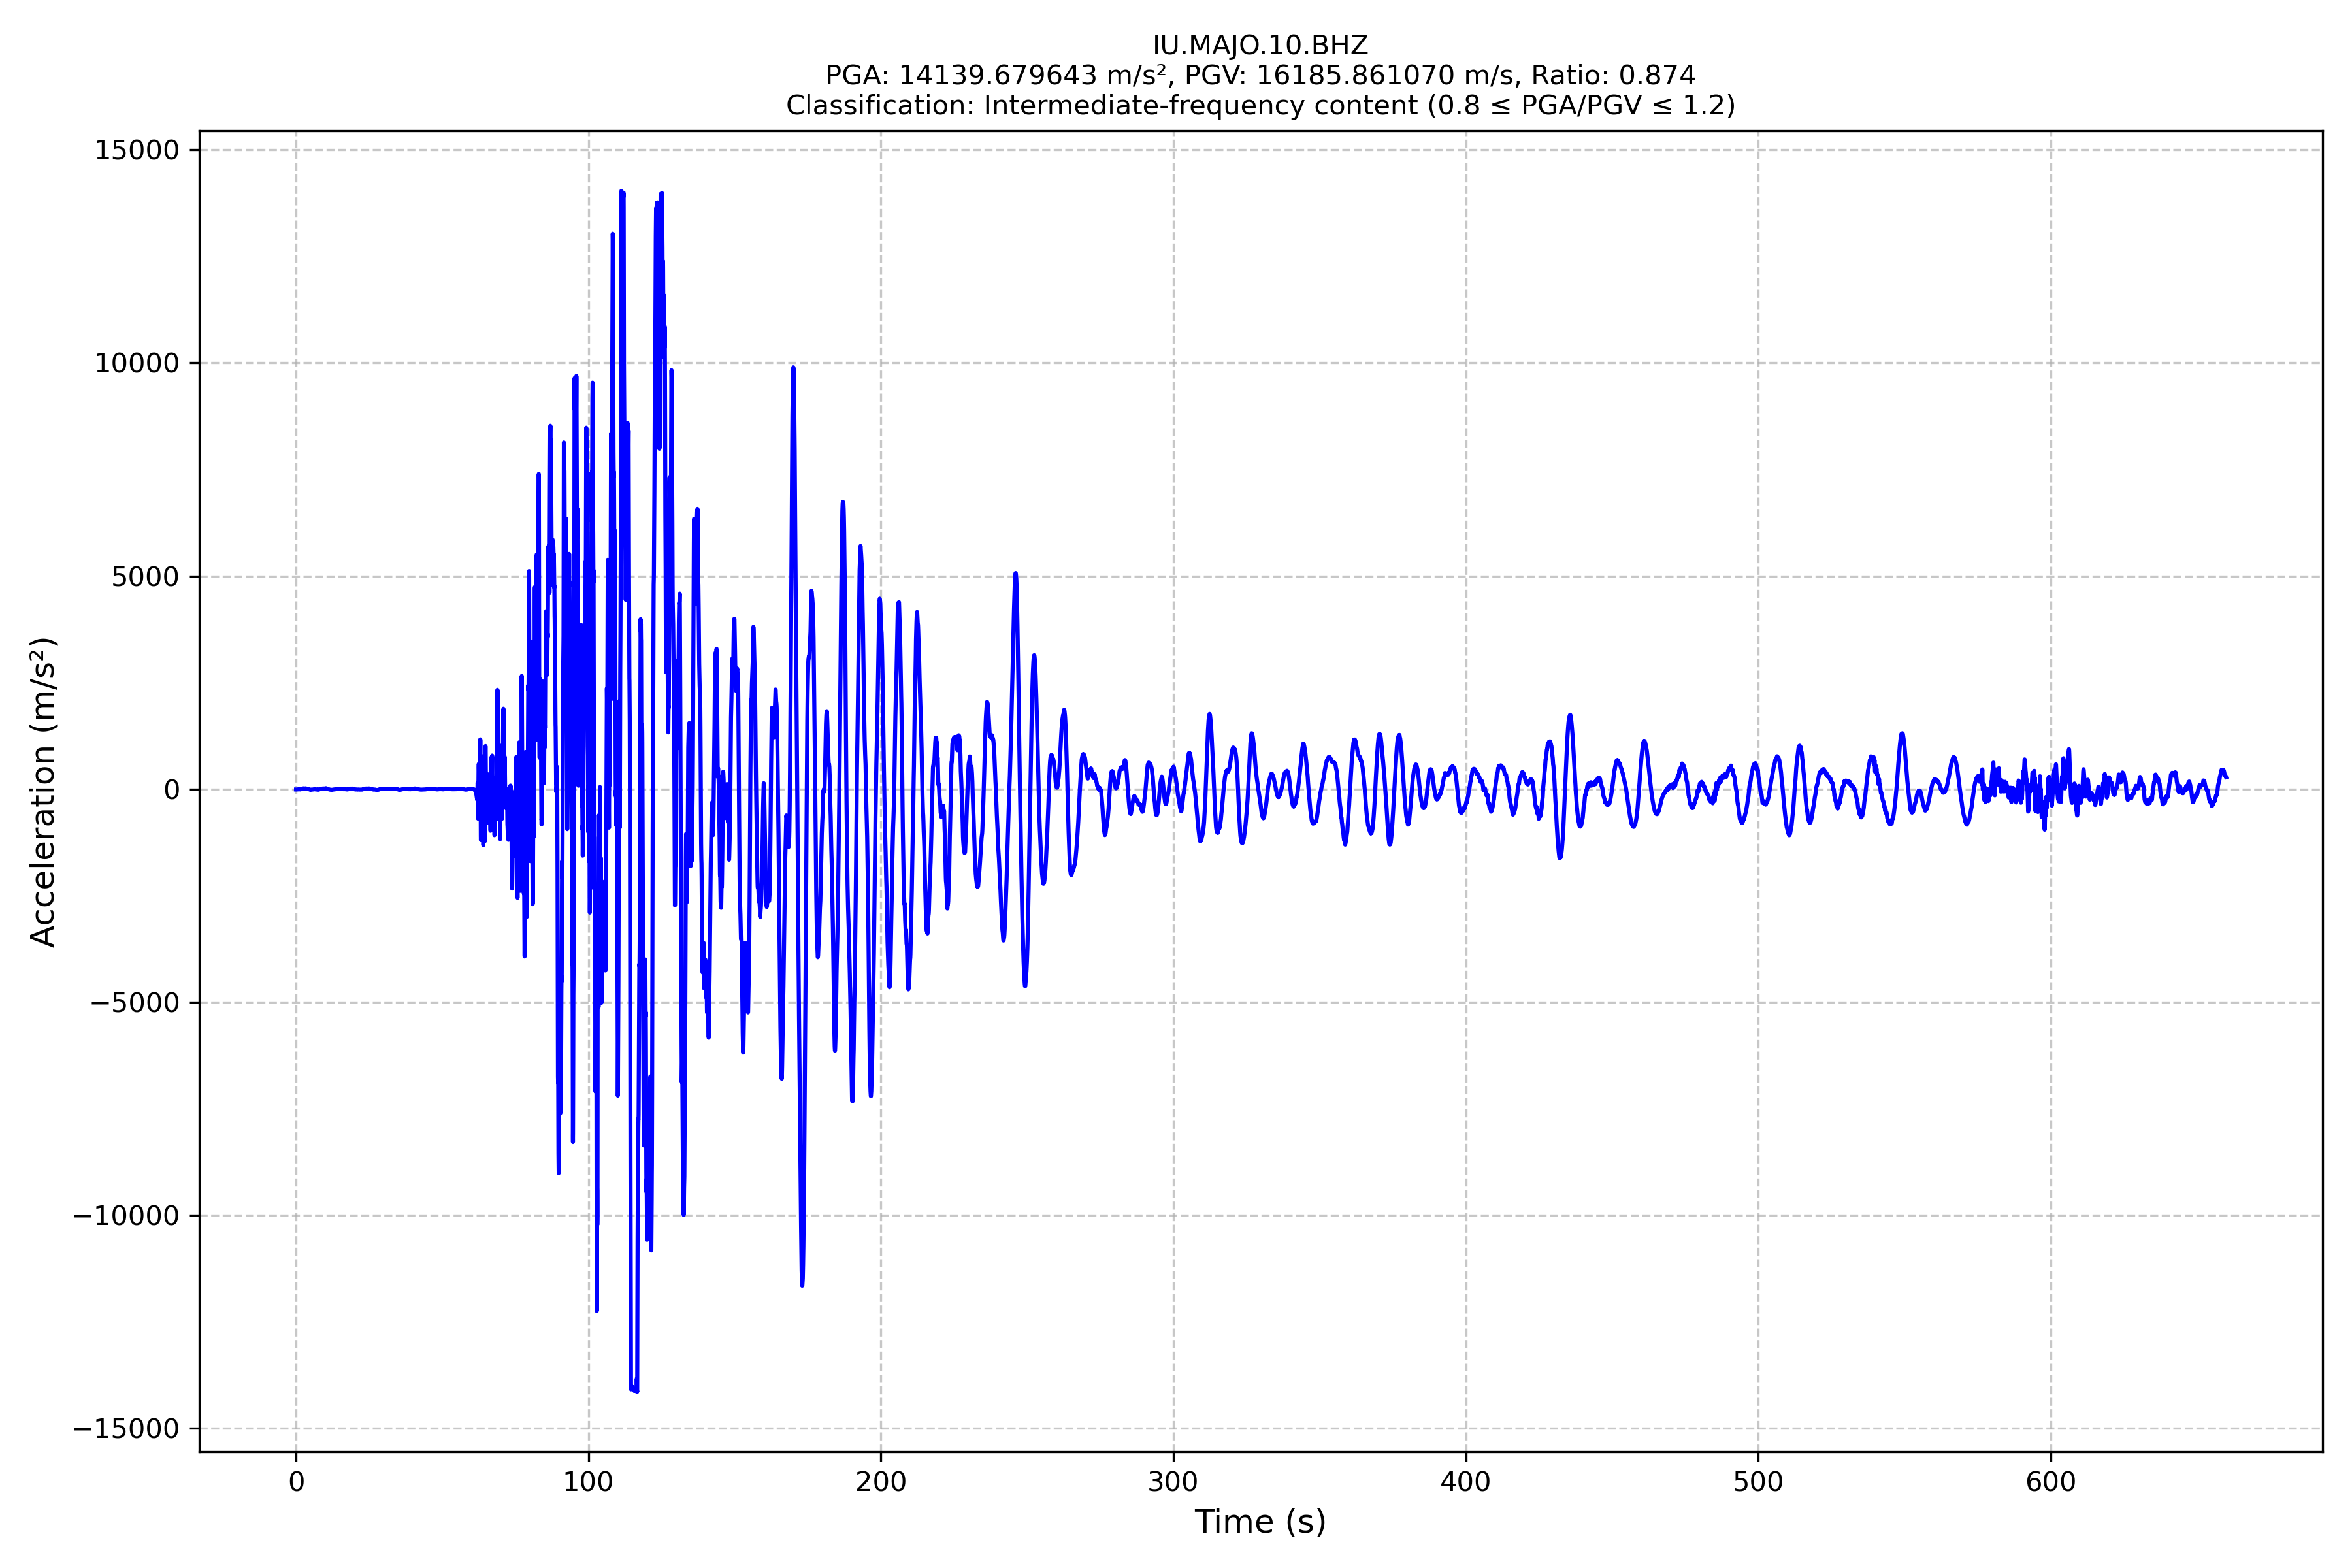 IU.MAJO.10.BHZ
PGA: 14139.679643 m/s², PGV: 16185.861070 m/s, Ratio: 0.874
Classification: Intermediate-frequency content (0.8 ≤ PGA/PGV ≤ 1.2)
15000
10000
5000
0
−5000
−10000
−15000
Acceleration (m/s²)
0 100 200 300 400 500 600
Time (s)